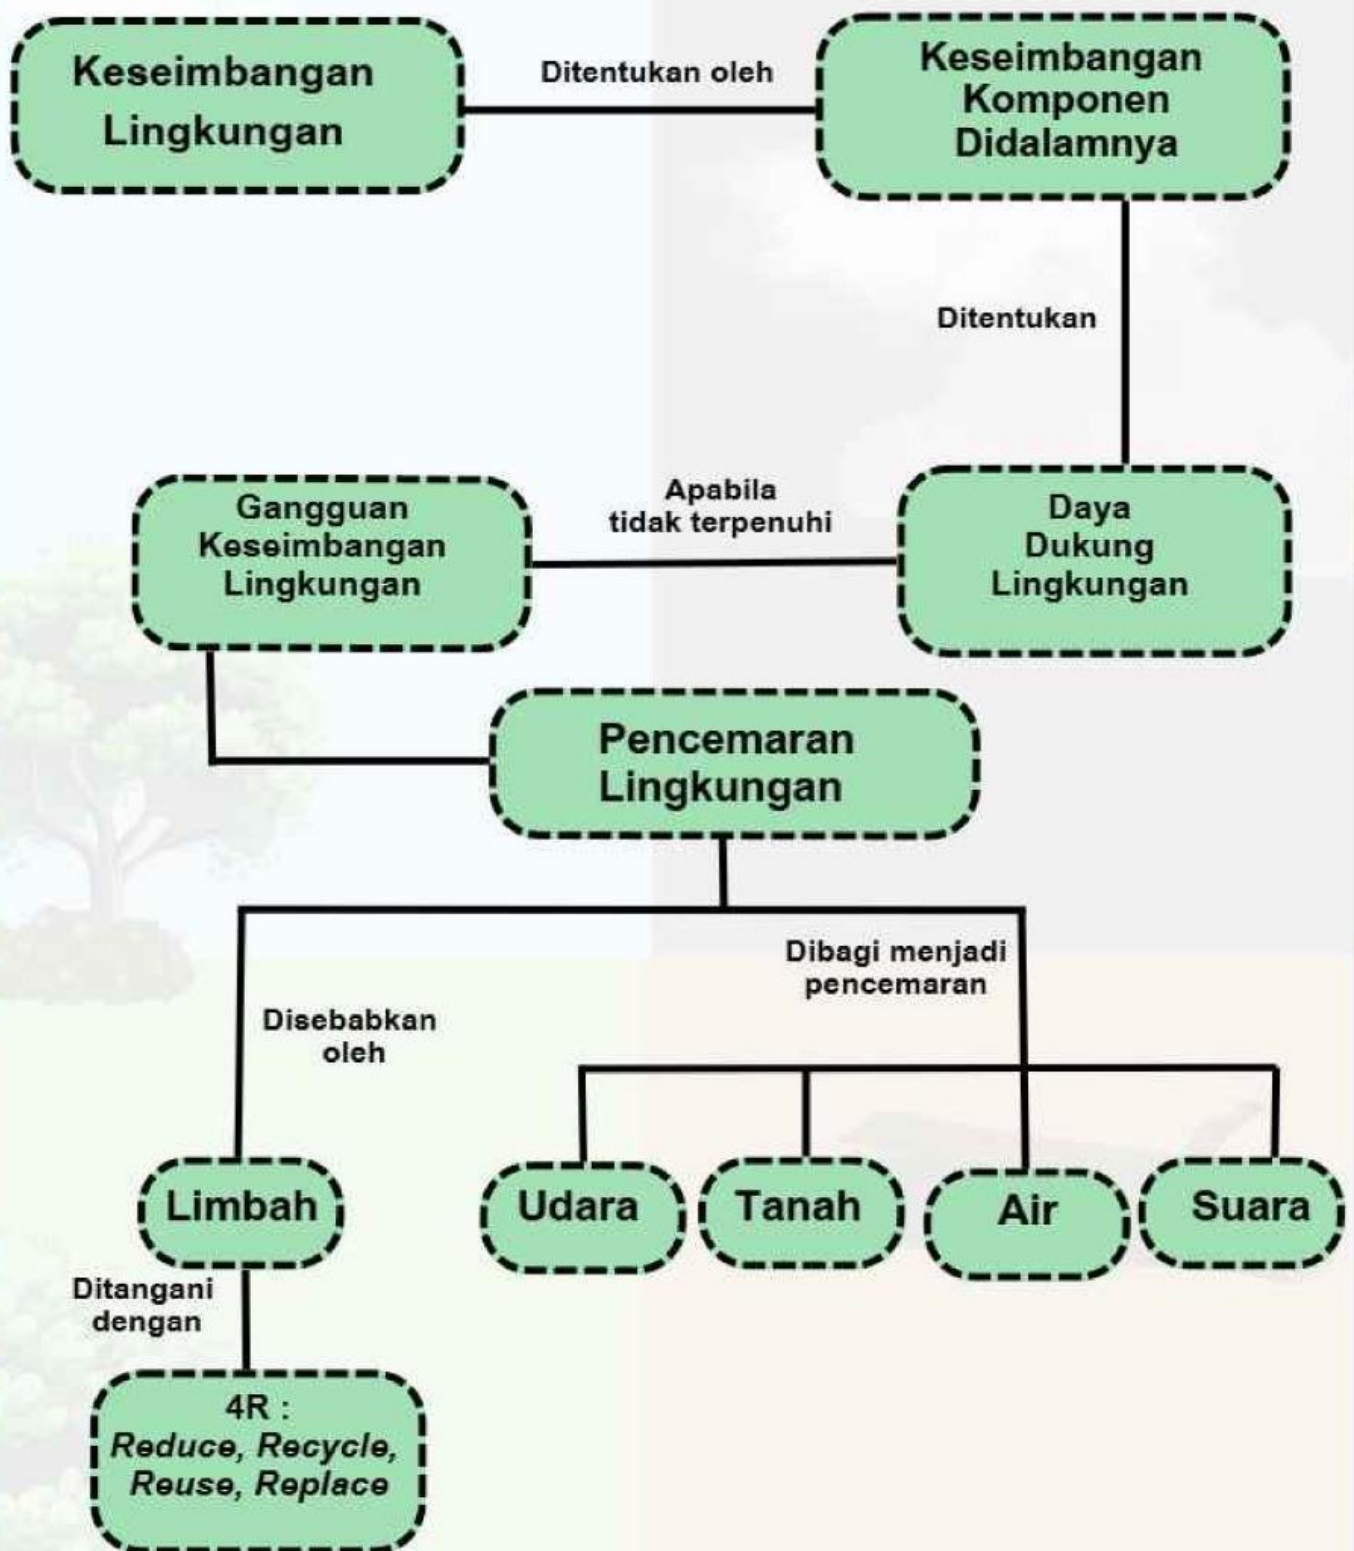 Keseimbangan
Lingkungan
Ditentukan oleh
Keseimbangan
Komponen
Didalamnya
Ditentukan
Gangguan
Keseimbangan
Lingkungan
Apabila
tidak terpenuhi
Daya
Dukung
Lingkungan
Pencemaran
Lingkungan
Disebabkan
oleh
Dibagi menjadi
pencemaran
Limbah
Udara
Tanah
Air
Suara
Ditangani
dengan
4R :
Reduce, Recycle,
Reuse, Replace